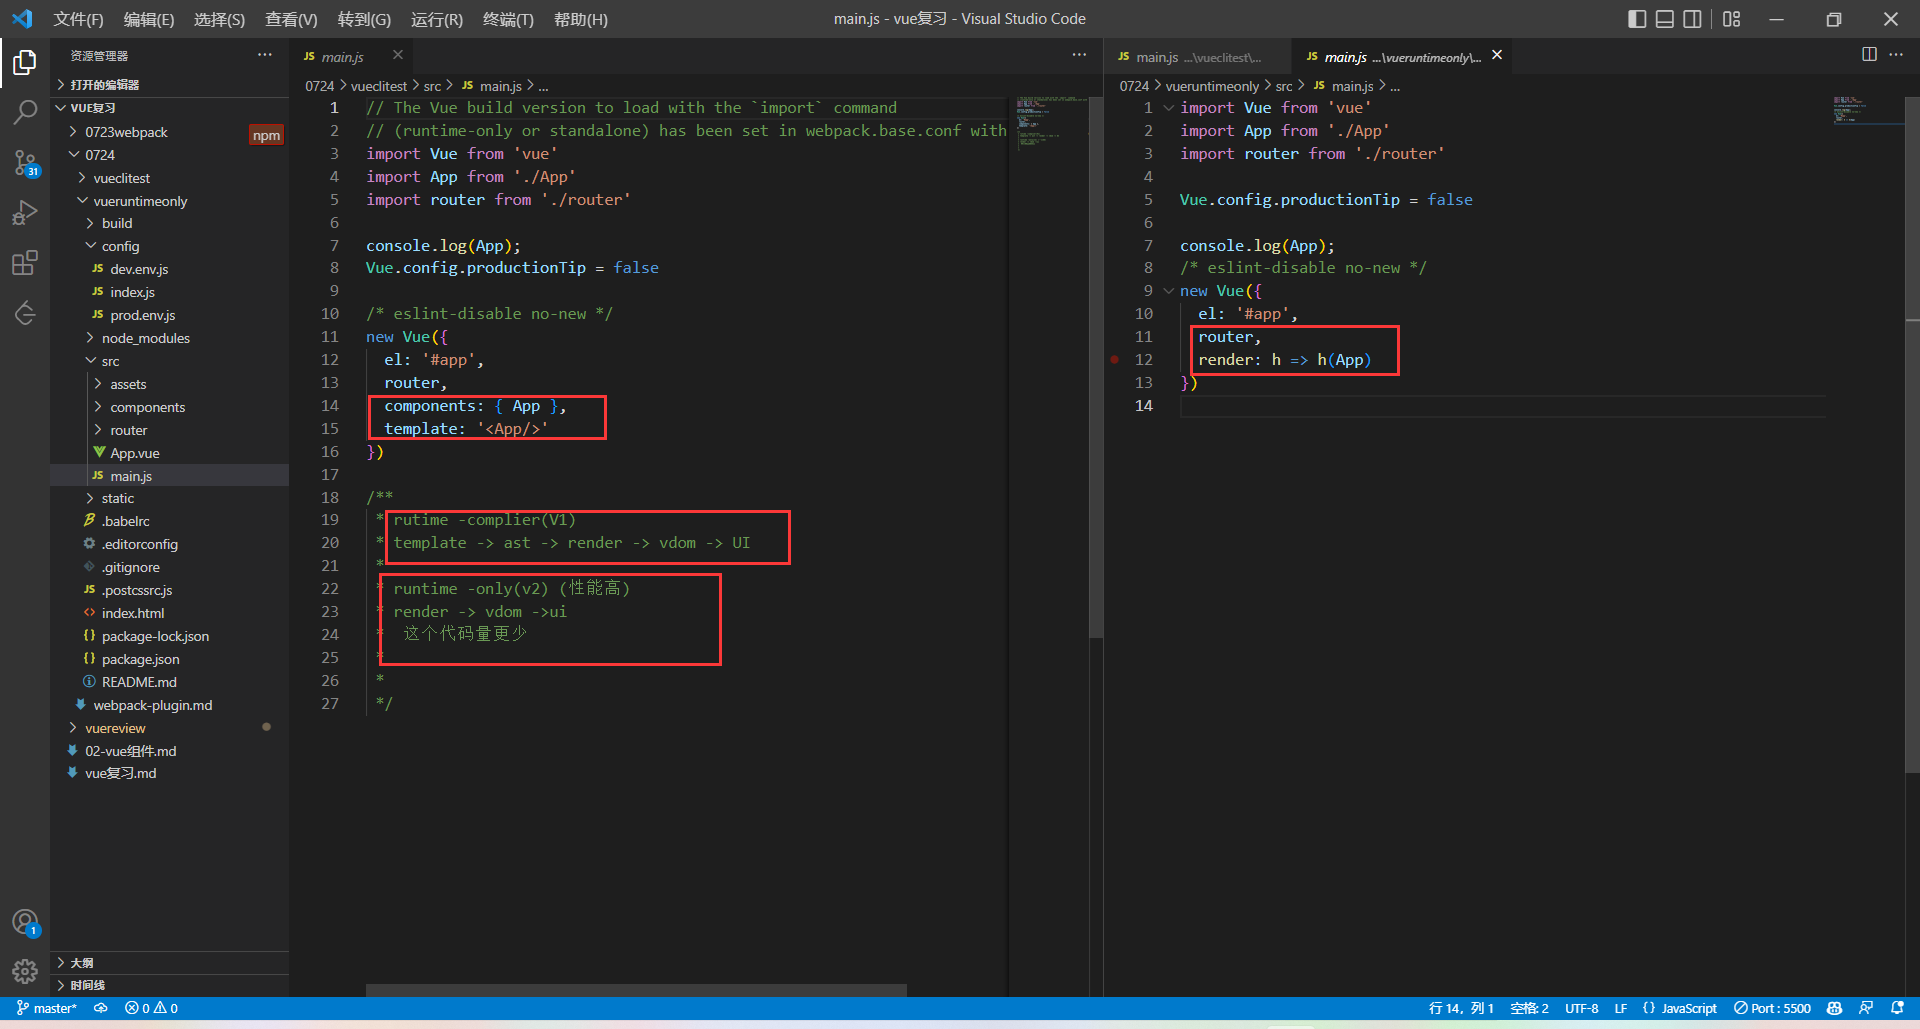 文件(F) 编辑(E) 选择(S) 查看(V) 转到(G) 运行(R) 终端(T) 帮助(H)
main.js - vue复习 - Visual Studio Code
资源管理器
打开的编辑器
VUE复习
0723webpack
npm
0724
vueclitest
vueruntimeonly
build
config
JS dev.env.js
JS index.js
JS prod.env.js
node_modules
src
assets
components
router
App.vue
JS main.js
static
.babelrc
.editorconfig
.gitignore
JS .postcssrc.js
<> index.html
{} package-lock.json
{} package.json
README.md
webpack-plugin.md
vuereview
02-vue组件.md
vue复习.md
大纲
时间线
31
1
JS main.js
0724 > vueclitest > src > JS main.js > ...
1 // The Vue build version to load with the `import` command
2 // (runtime-only or standalone) has been set in webpack.base.conf with
3 import Vue from 'vue'
4 import App from './App'
5 import router from './router'
6
7 console.log(App);
8 Vue.config.productionTip = false
9
10 /* eslint-disable no-new */
11 new Vue({
12 el: '#app',
13 router,
14 components: { App },
15 template: '<App/>'
16 })
17
18 /**
19 * rutime -complier(V1)
20 * template -> ast -> render -> vdom -> UI
21 *
22 * runtime -only(v2) (性能高)
23 * render -> vdom ->ui
24 * 这个代码量更少
25 *
26 *
27 */
JS main.js ...\vueclitest\...
JS main.js ...\vueruntimeonly\...
0724 > vueruntimeonly > src > JS main.js > ...
1 import Vue from 'vue'
2 import App from './App'
3 import router from './router'
4
5 Vue.config.productionTip = false
6
7 console.log(App);
8 /* eslint-disable no-new */
9 new Vue({
10 el: '#app',
11 router,
12 render: h => h(App)
13 })
14
master* 0 0
行 14，列 1 空格: 2 UTF-8 LF {} JavaScript Port : 5500